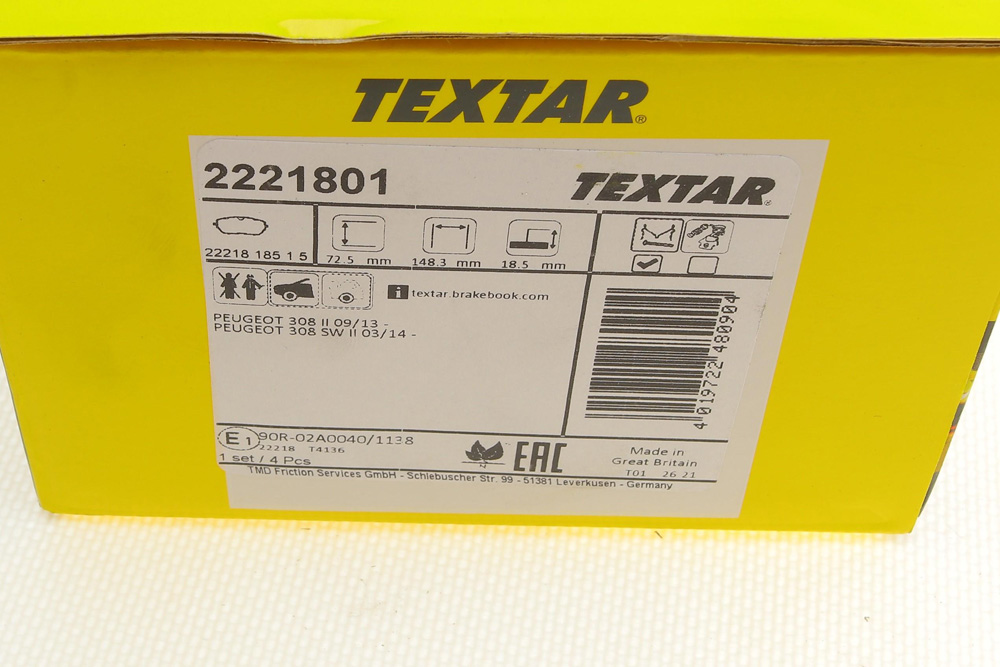 TEXTAR®
2221801
TEXTAR®
22218 185 1 5
72.5 mm
148.3 mm
18.5 mm
i textar.brakebook.com
PEUGEOT 308 II 09/13 -
PEUGEOT 308 SW II 03/14 -
4 019722 480904
E1 90R-02A0040/1138
22218 T4136
1 set / 4 Pcs
EAC
Made in
Great Britain
T01 26 21
TMD Friction Services GmbH - Schlebuscher Str. 99 - 51381 Leverkusen - Germany